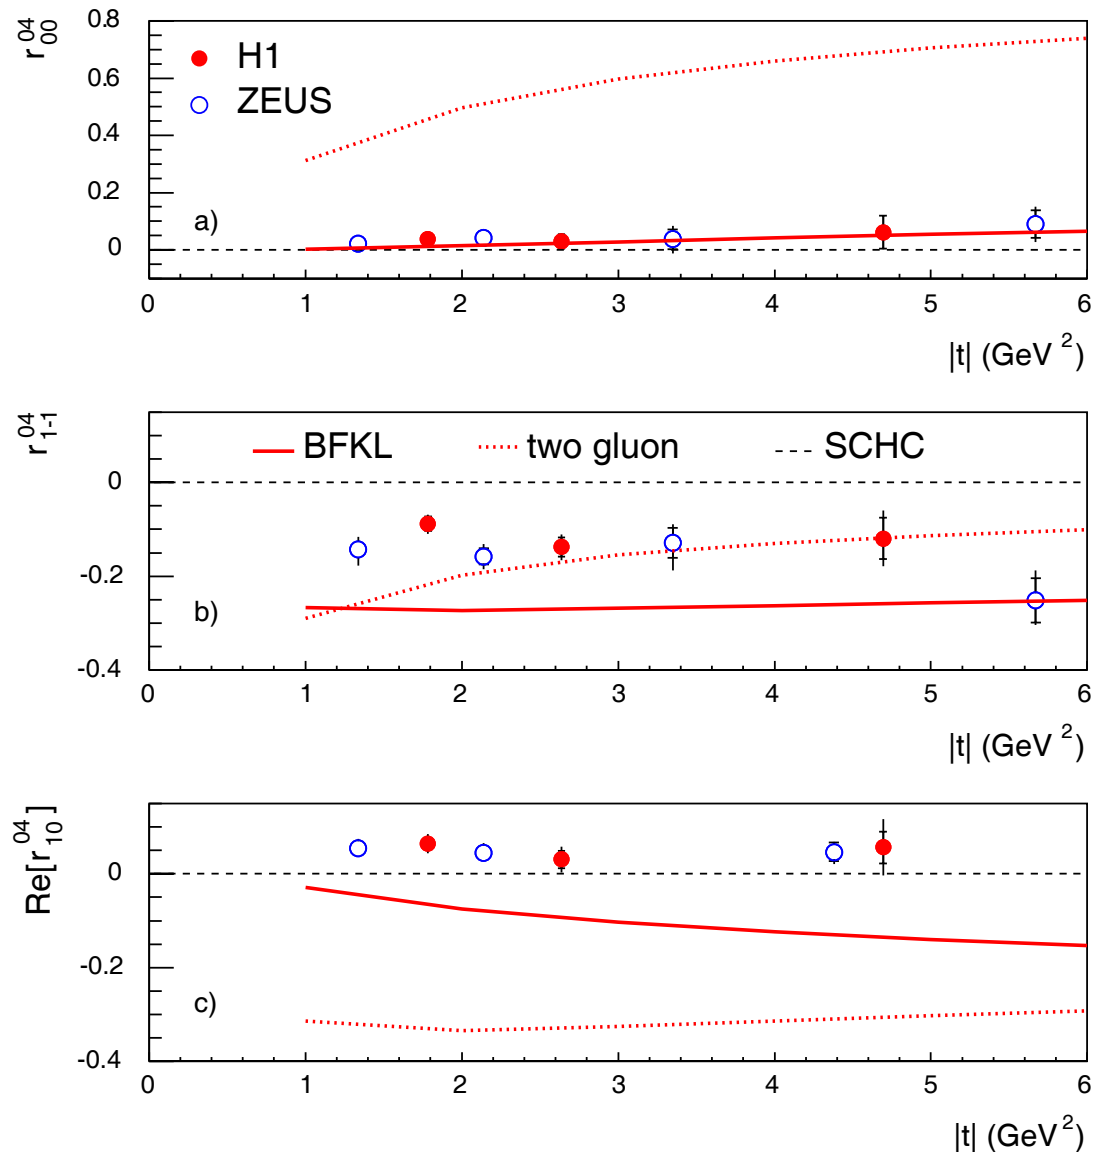 r₀₀⁰⁴
0.8
0.6
0.4
0.2
0
H1
ZEUS
a)
0 1 2 3 4 5 6
|t| (GeV ²)
r₁₋₁⁰⁴
0
-0.2
-0.4
BFKL two gluon SCHC
b)
0 1 2 3 4 5 6
|t| (GeV ²)
Re[r₁₀⁰⁴]
0
-0.2
-0.4
c)
0 1 2 3 4 5 6
|t| (GeV ²)